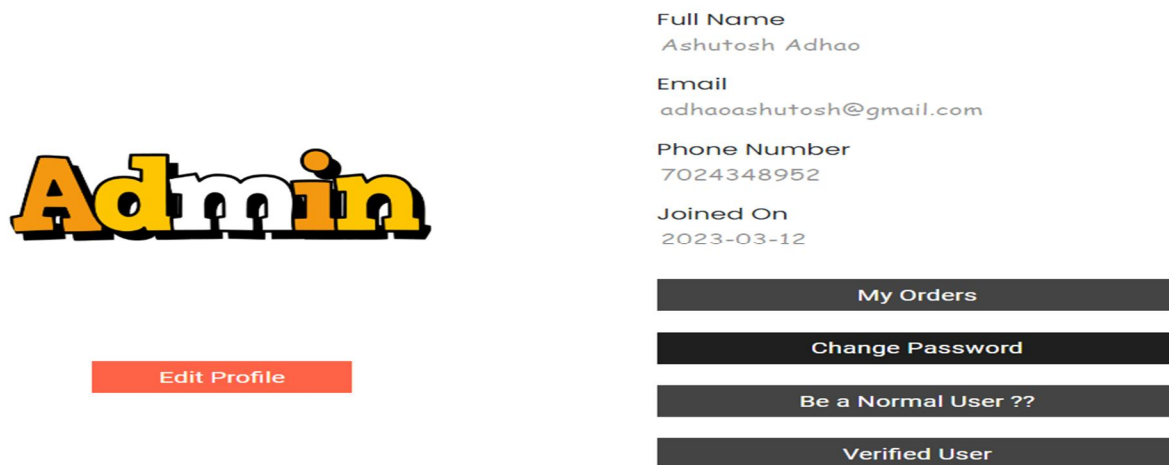 Admin
Edit Profile
Full Name
Ashutosh Adhao
Email
adhaoashutosh@gmail.com
Phone Number
7024348952
Joined On
2023-03-12
My Orders
Change Password
Be a Normal User ??
Verified User